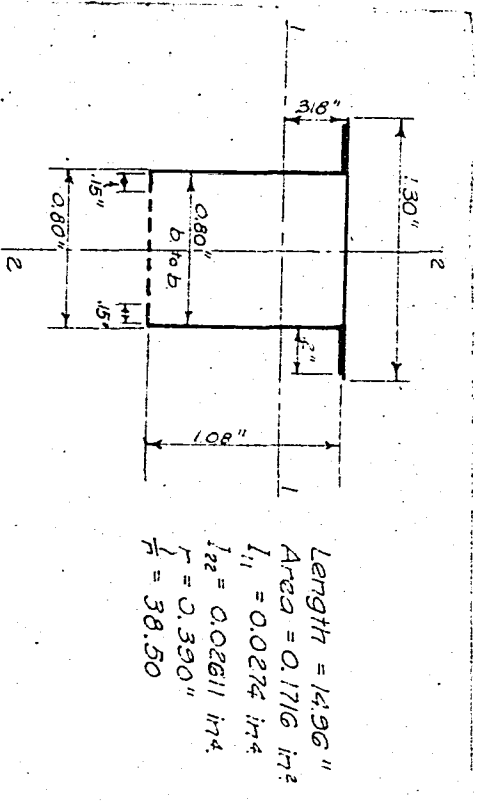 1
1
318"
1.30"
2
2
.15"
0.80"
0.80"
b to b.
.15"
1.08"
Length = 14.96"
Area = 0.1716 in²
I₁₁ = 0.0274 in⁴.
I₂₂ = 0.02611 in⁴.
r = 0.390"
l/r = 38.50